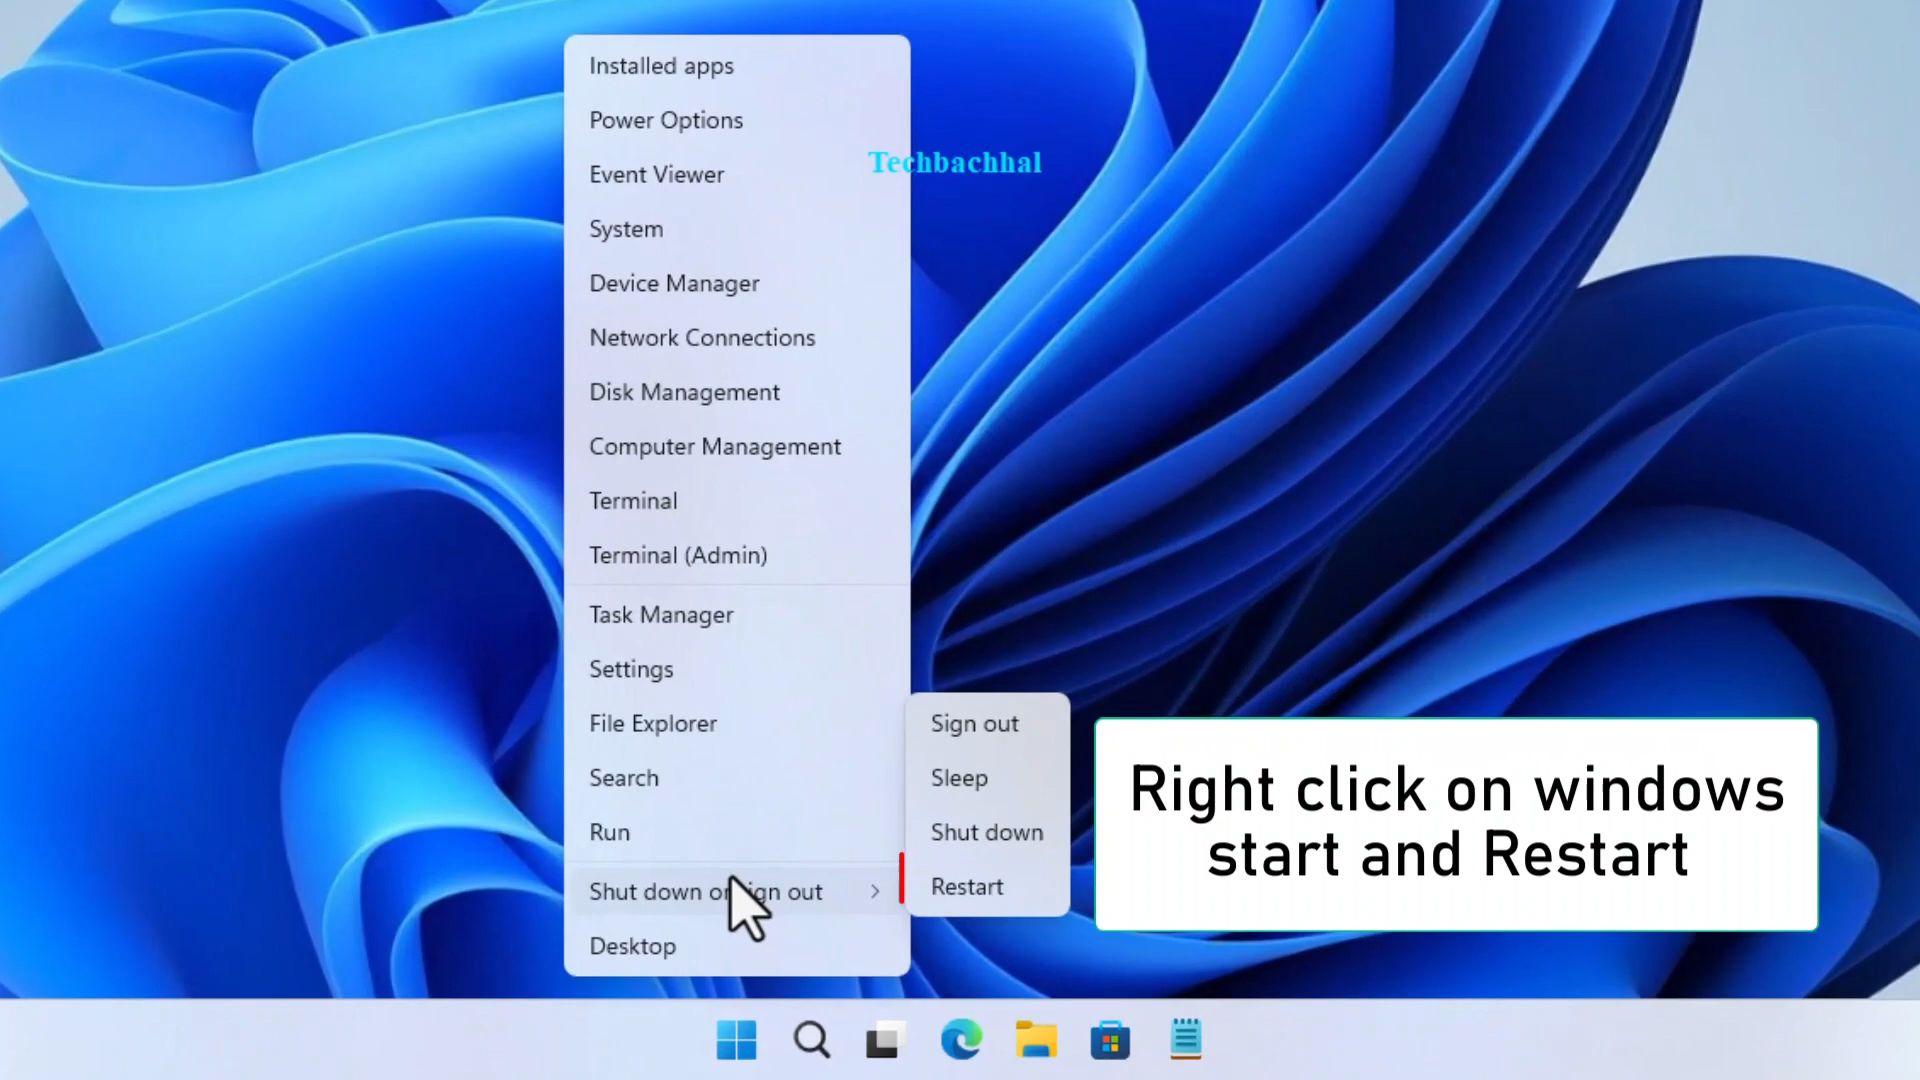 Installed apps
Power Options
Techbachhal
Event Viewer
System
Device Manager
Network Connections
Disk Management
Computer Management
Terminal
Terminal (Admin)
Task Manager
Settings
File Explorer
Search
Run
Shut down or sign out
Desktop
Sign out
Sleep
Shut down
Restart
Right click on windows
start and Restart